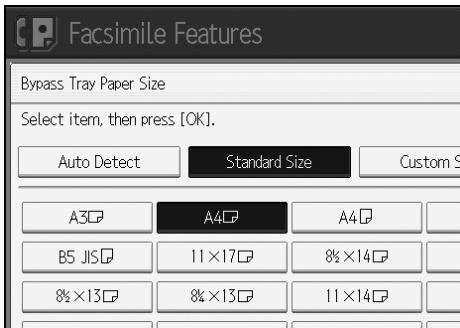 Facsimile Features
Bypass Tray Paper Size
Select item, then press [OK].
Auto Detect Standard Size Custom S
A3 A4 A4
B5 JIS 11×17 8½×14
8½×13 8¼×13 11×14